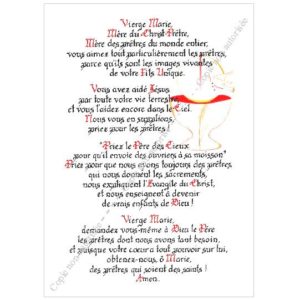 Vierge Marie,
Mère du Christ-Prêtre,
Mère des prêtres du monde entier,
vous aimez tout particulièrement les prêtres,
parce qu'ils sont les images vivantes
de votre Fils Unique.
Vous avez aidé Jésus
par toute votre vie terrestre,
et vous l'aidez encore dans le Ciel.
Nous vous en supplions,
priez pour les prêtres !
"Priez le Père des Cieux
pour qu'il envoie des ouvriers à sa moisson"
Priez pour que nous ayons toujours des prêtres
qui nous donnent les sacrements,
nous expliquent l'Evangile du Christ,
et nous enseignent à devenir
de vrais enfants de Dieu !
Vierge Marie,
demandez vous-même à Dieu le Père
les prêtres dont nous avons tant besoin,
et puisque votre cœur a tout pouvoir sur lui,
obtenez-nous, ô Marie,
des prêtres qui soient des saints !
Amen.
Copie non autorisée